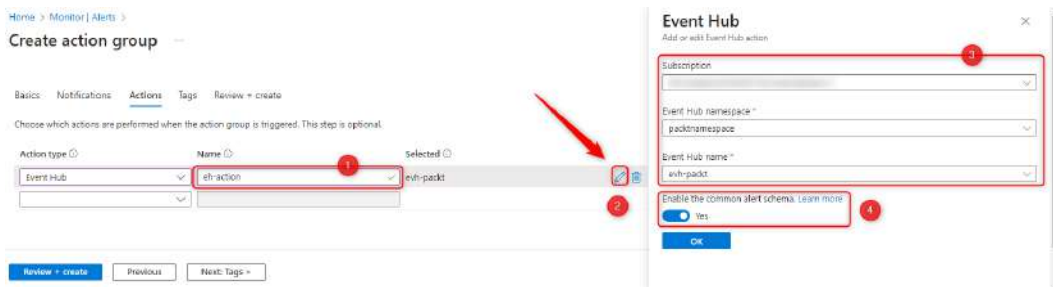 Home > Monitor | Alerts >
Create action group ...
Basics Notifications Actions Tags Review + create
Choose which actions are performed when the action group is triggered. This step is optional.
Action type Name Selected
1
Event Hub eh-action evh-packt
2
Review + create Previous Next: Tags >
Event Hub
Add or edit Event Hub action
3
Subscription
Event Hub namespace *
packtnamespace
Event Hub name *
evh-packt
Enable the common alert schema. Learn more
4
Yes
OK